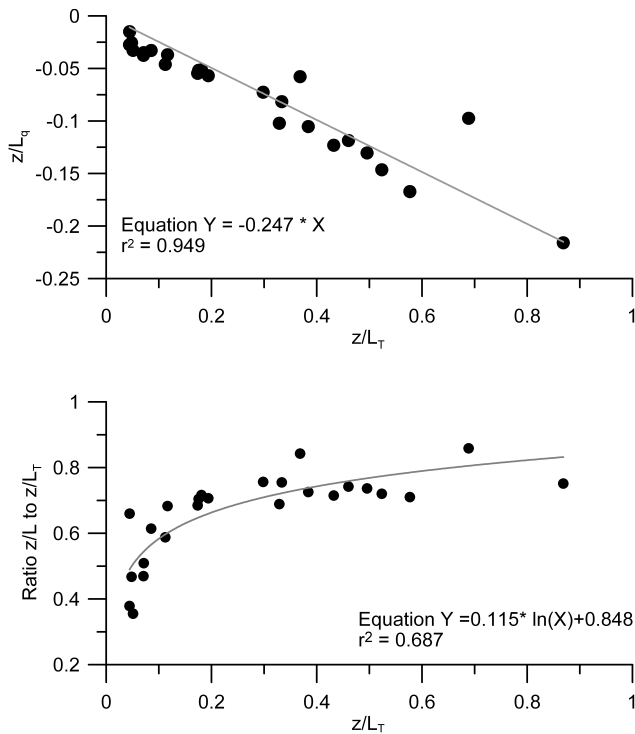 0
-0.05
-0.1
-0.15
-0.2
-0.25
z/Lq
Equation Y = -0.247 * X
r² = 0.949
0 0.2 0.4 0.6 0.8 1
z/LT
1
0.8
0.6
0.4
0.2
Ratio z/L to z/LT
Equation Y =0.115* ln(X)+0.848
r² = 0.687
0 0.2 0.4 0.6 0.8 1
z/LT